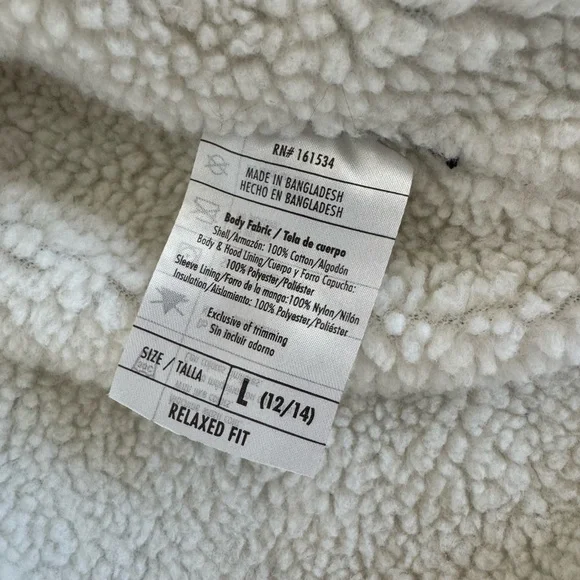 RN# 161534
MADE IN BANGLADESH
HECHO EN BANGLADESH
Body Fabric / Tela de cuerpo
Shell/Armazón: 100% Cotton/Algodón
Body & Hood Lining/Cuerpo y Forro Capucha:
100% Polyester/Poliéster
Sleeve Lining/Forro de la manga:100% Nylon/Nilón
Insulation/Aislamiento: 100% Polyester/Poliéster
Exclusive of trimming
Sin incluir adorno
SIZE / TALLA
L (12/14)
RELAXED FIT